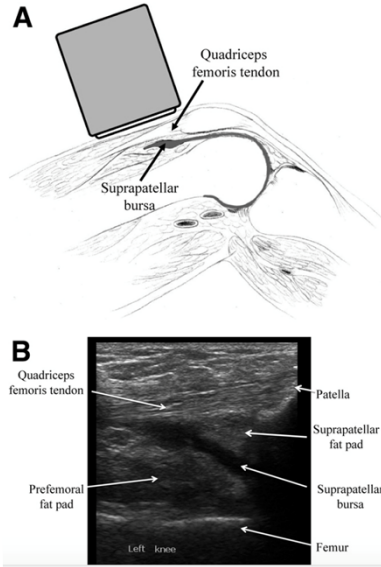 A
Quadriceps
femoris tendon
Suprapatellar
bursa
B
Quadriceps
femoris tendon
Patella
Suprapatellar
fat pad
Prefemoral
fat pad
Suprapatellar
bursa
Femur
Left knee